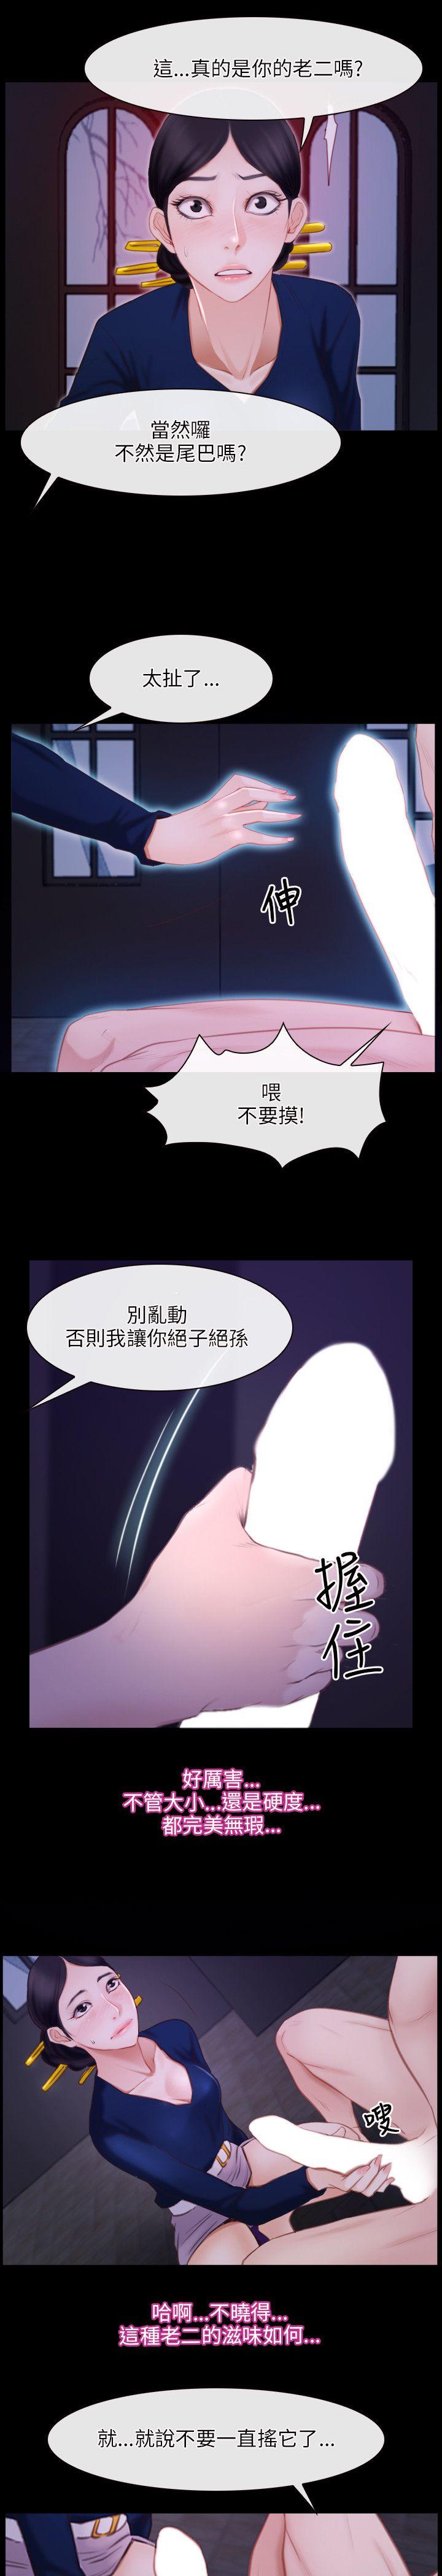 這...真的是你的老二嗎?
當然囉
不然是尾巴嗎?
太扯了...
伸
喂
不要摸!
別亂動
否則我讓你絕子絕孫
握住
好厲害...
不管大小...還是硬度...
都完美無瑕...
嗖
哈啊...不曉得...
這種老二的滋味如何...
就...就說不要一直搖它了...